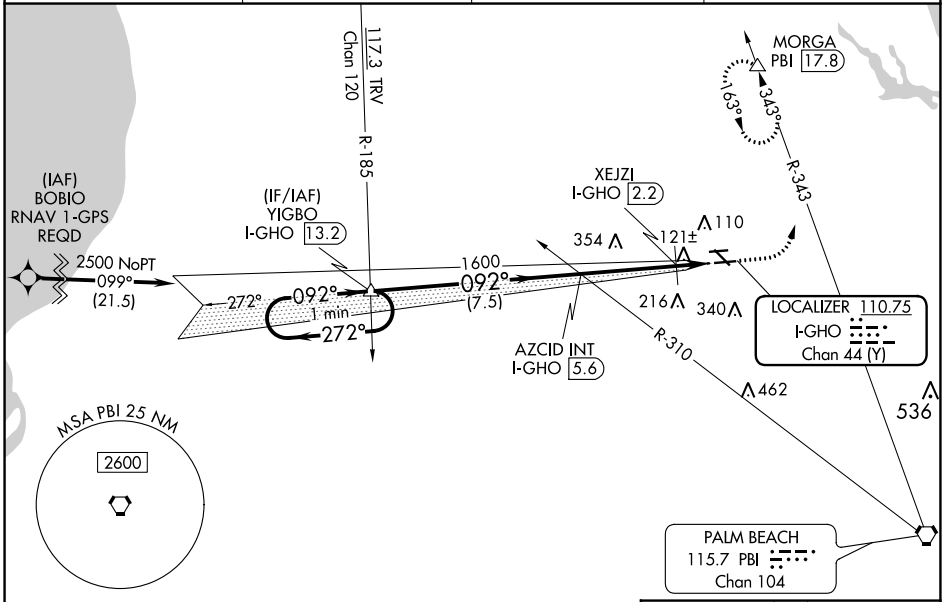 117.3 TRV
Chan 120
R-185
MORGA
PBI 17.8
163°
343°
R-343
(IAF)
BOBIO
RNAV 1-GPS
REQD
2500 NoPT
099°
(21.5)
(IF/IAF)
YIGBO
I-GHO 13.2
XEJZI
I-GHO 2.2
354
121±
110
1600
272°
092°
1 min
272°
092°
(7.5)
216
340
AZCID INT
I-GHO 5.6
R-310
LOCALIZER 110.75
I-GHO
Chan 44 (Y)
462
536
MSA PBI 25 NM
2600
PALM BEACH
115.7 PBI
Chan 104